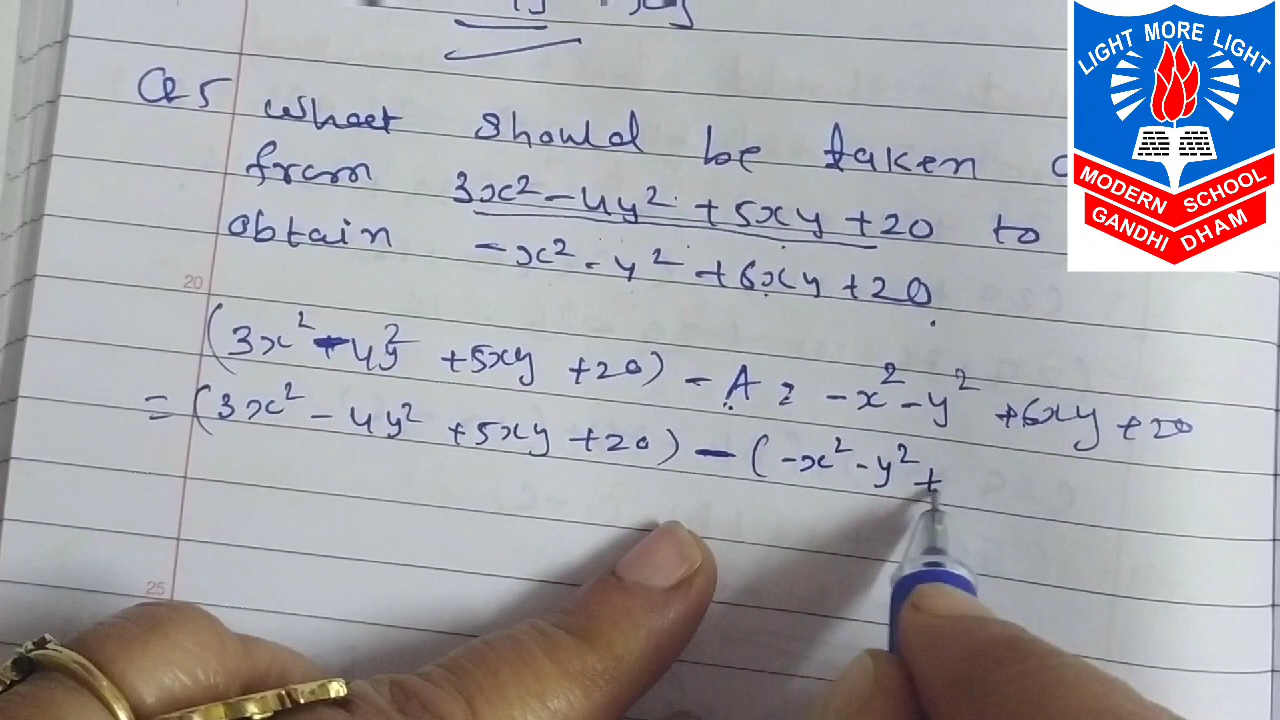 Q5 What should be taken
from 3x² - 4y² + 5xy + 20 to
obtain -x² - y² + 6xy + 20.
20
(3x² - 4y² + 5xy + 20) - A = -x² - y² + 6xy + 20
= (3x² - 4y² + 5xy + 20) - (-x² - y² +
25
LIGHT MORE LIGHT
MODERN SCHOOL
GANDHI DHAM